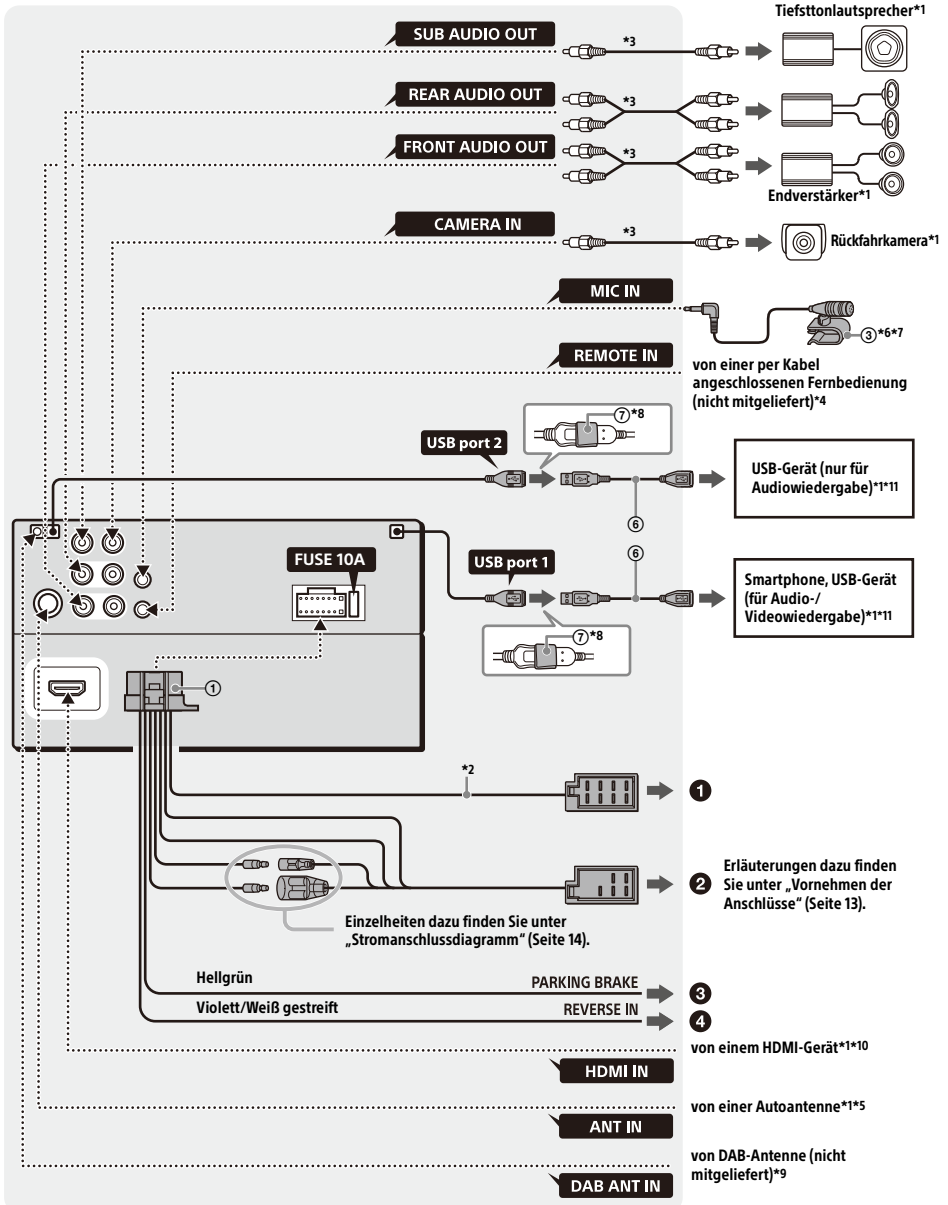 Tiefsttonlautsprecher*1
SUB AUDIO OUT
*3
REAR AUDIO OUT
*3
FRONT AUDIO OUT
*3
Endverstärker*1
CAMERA IN
*3
Rückfahrkamera*1
MIC IN
③*6*7
REMOTE IN
von einer per Kabel
angeschlossenen Fernbedienung
(nicht mitgeliefert)*4
⑦*8
USB port 2
USB-Gerät (nur für
Audiowiedergabe)*1*11
⑥
⑥
FUSE 10A
USB port 1
Smartphone, USB-Gerät
(für Audio-/
Videowiedergabe)*1*11
⑦*8
①
*2
❶
❷
Erläuterungen dazu finden
Sie unter „Vornehmen der
Anschlüsse“ (Seite 13).
Einzelheiten dazu finden Sie unter
„Stromanschlussdiagramm“ (Seite 14).
Hellgrün
PARKING BRAKE
❸
Violett/Weiß gestreift
REVERSE IN
❹
von einem HDMI-Gerät*1*10
HDMI IN
von einer Autoantenne*1*5
ANT IN
von DAB-Antenne (nicht
mitgeliefert)*9
DAB ANT IN